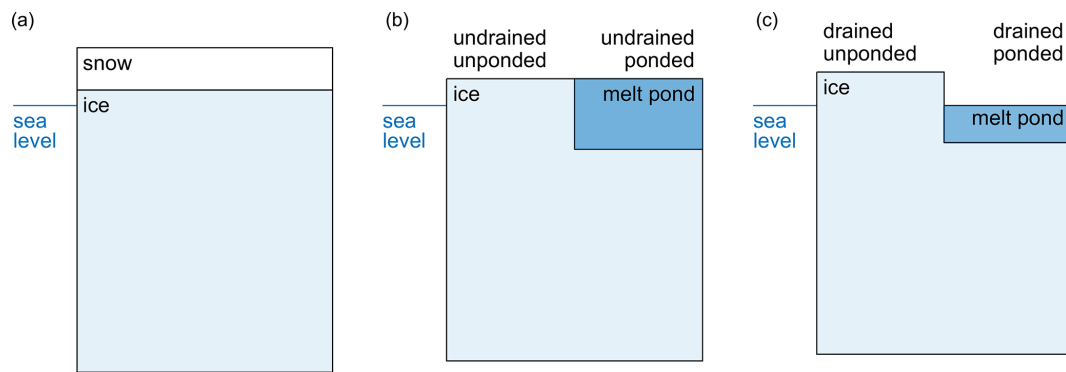 (a)
snow
ice
sea
level
(b)
undrained
unponded
undrained
ponded
ice
melt pond
sea
level
(c)
drained
unponded
drained
ponded
ice
melt pond
sea
level